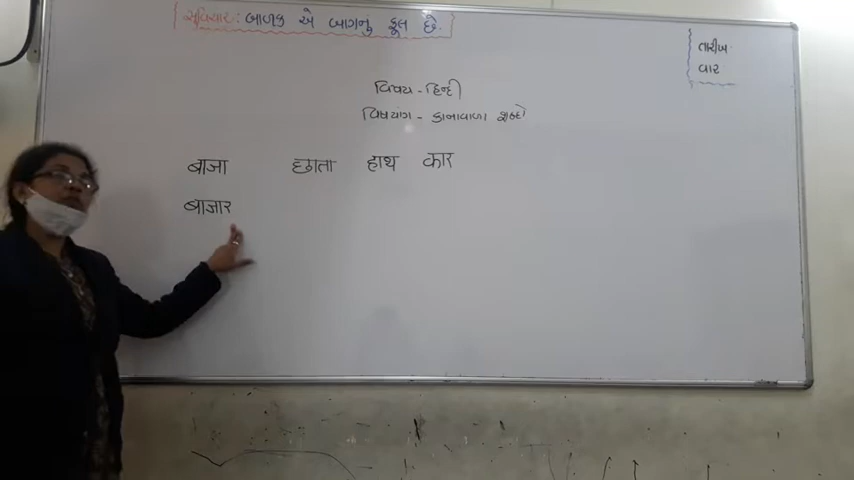 સુવિચાર: બાળક એ બાગનું ફૂલ છે.
તારીખ
વાર
વિષય - હિન્દી
વિષયાંગ - કાનાવાળા શબ્દો
बाजा छाता हाथ कार
बाजार